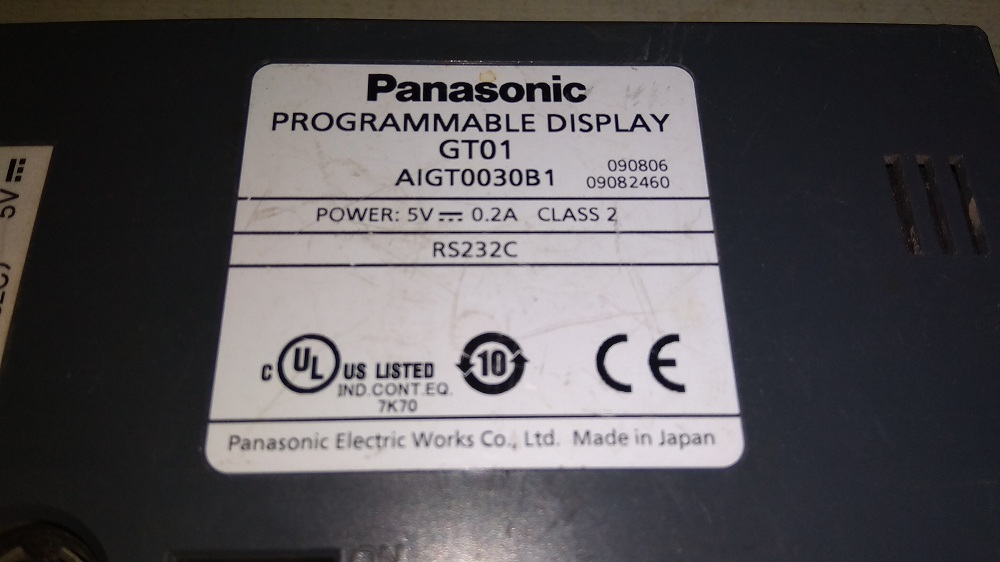 Panasonic
PROGRAMMABLE DISPLAY
GT01
AIGT0030B1
090806
09082460
POWER: 5V⎓ 0.2A CLASS 2
RS232C
C UL US LISTED
IND.CONT.EQ.
7K70
10
CE
Panasonic Electric Works Co., Ltd. Made in Japan
5V⎓
ON